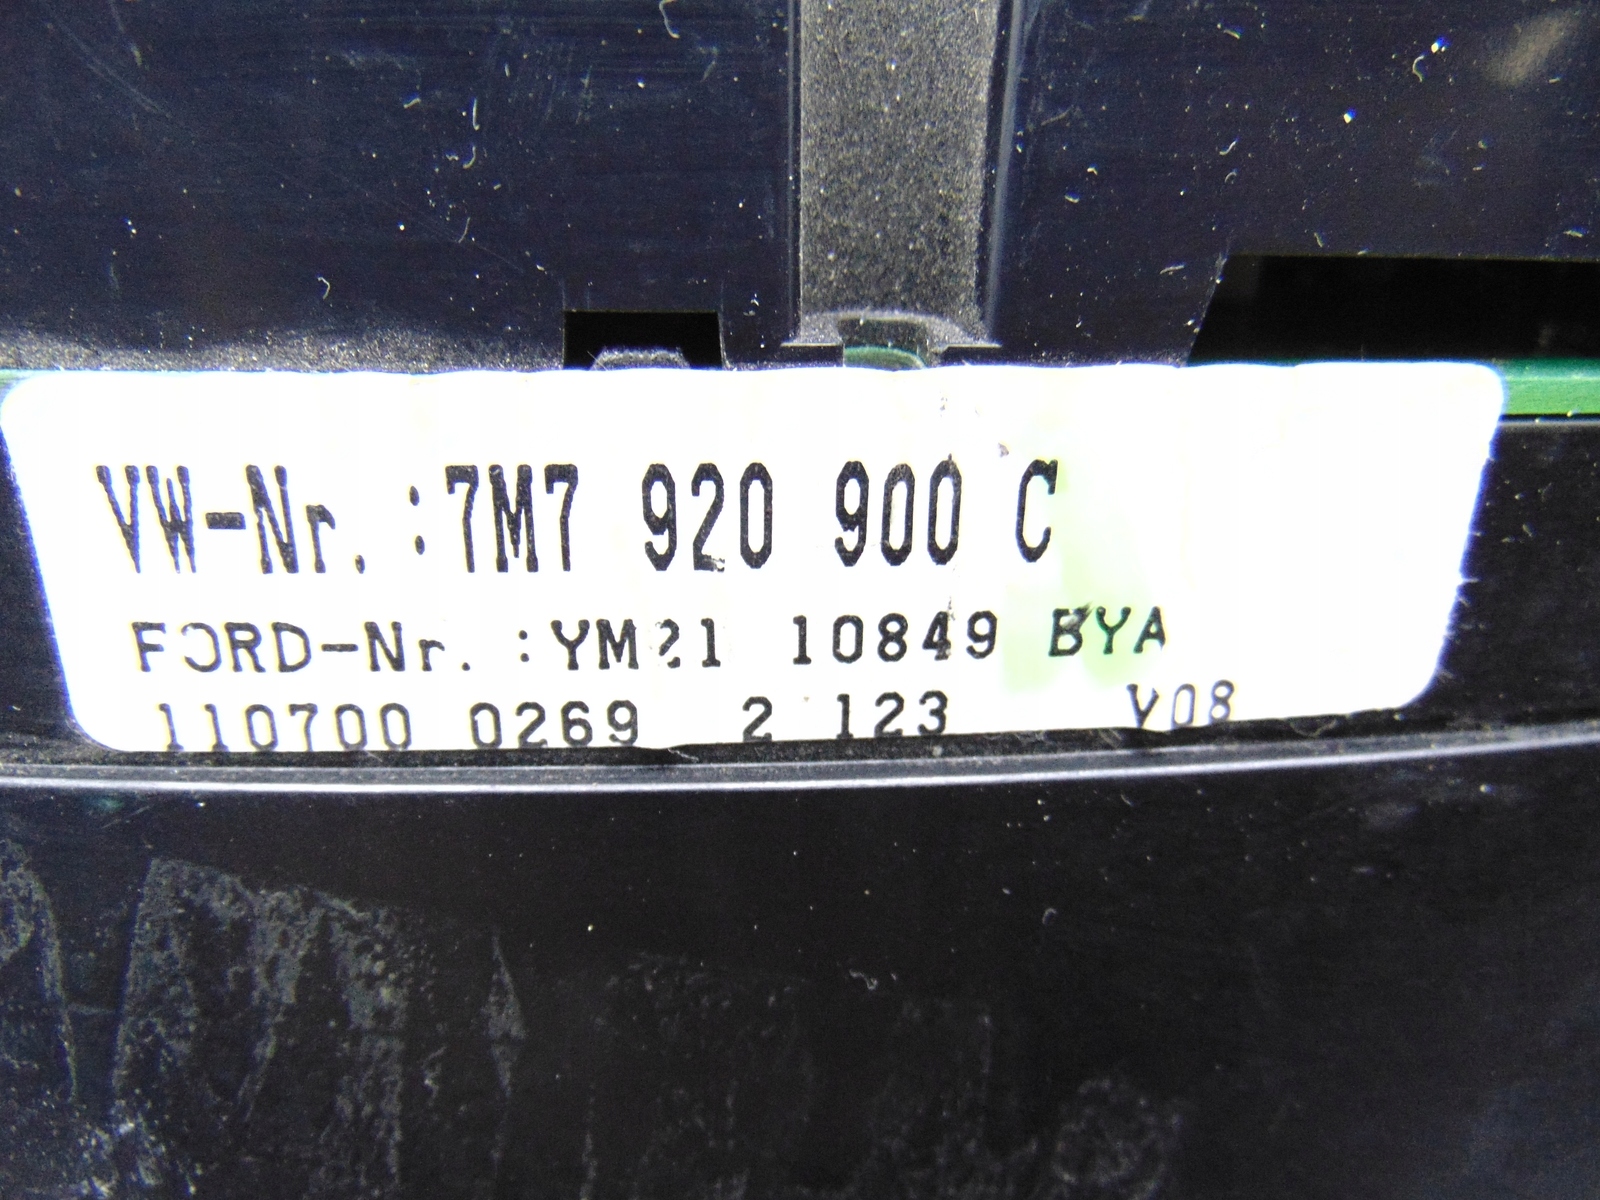 VW-Nr. :7M7 920 900 C
FORD-Nr. :YM21 10849 BYA
110700 0269 2 123 V08